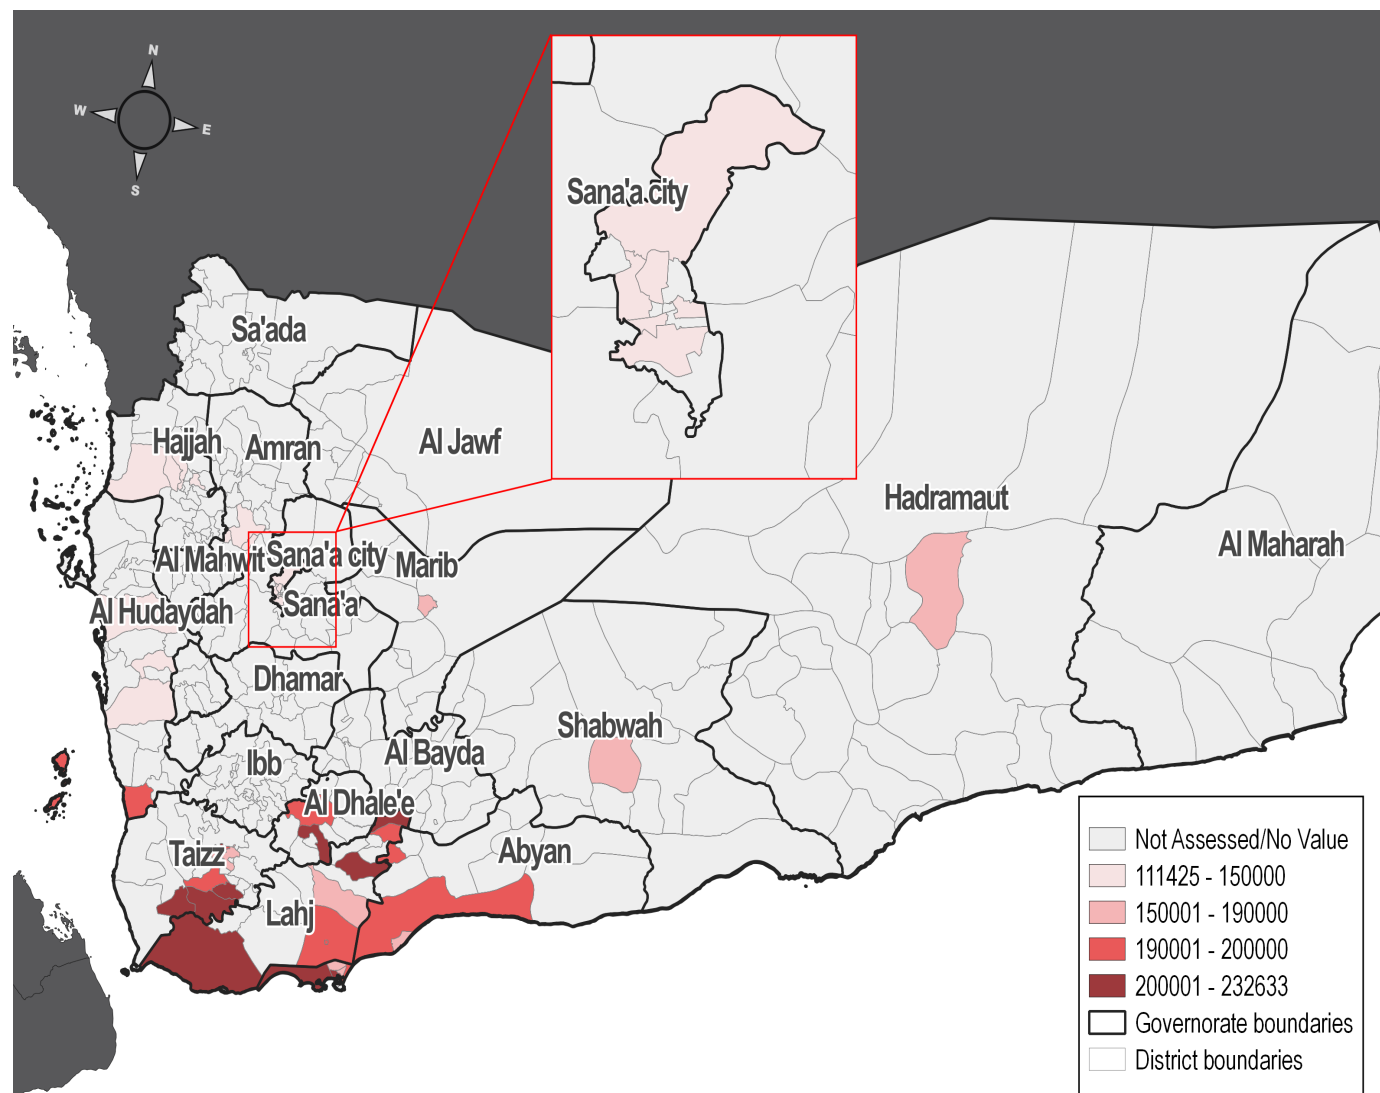 N
W
E
S
Sana'a city
Sa'ada
Hajjah
Amran
Al Jawf
Hadramaut
Al Maharah
Al Mahwit
Sana'a city
Marib
Al Hudaydah
Sana'a
Dhamar
Shabwah
Ibb
Al Bayda
Al Dhale'e
Taizz
Abyan
Lahj
Not Assessed/No Value
111425 - 150000
150001 - 190000
190001 - 200000
200001 - 232633
Governorate boundaries
District boundaries